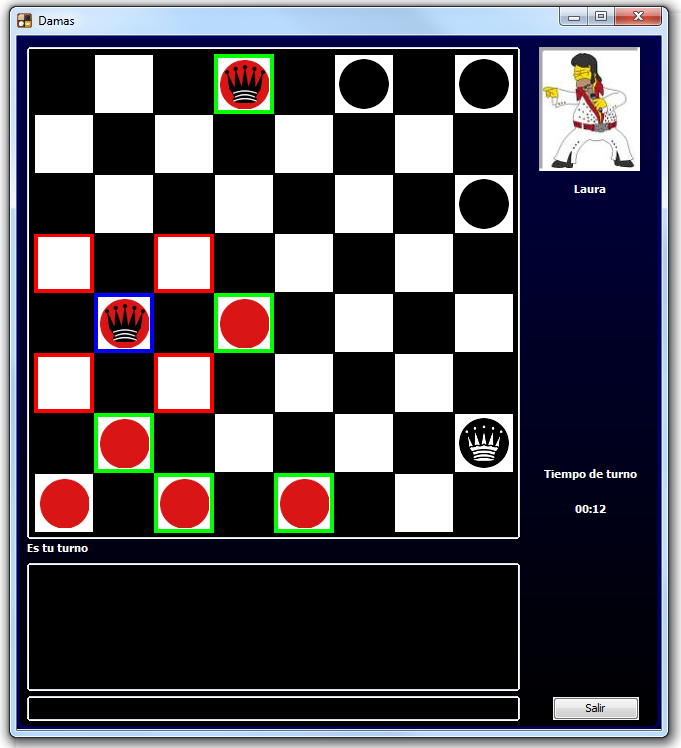 Damas
Laura
Tiempo de turno
00:12
Es tu turno
Salir